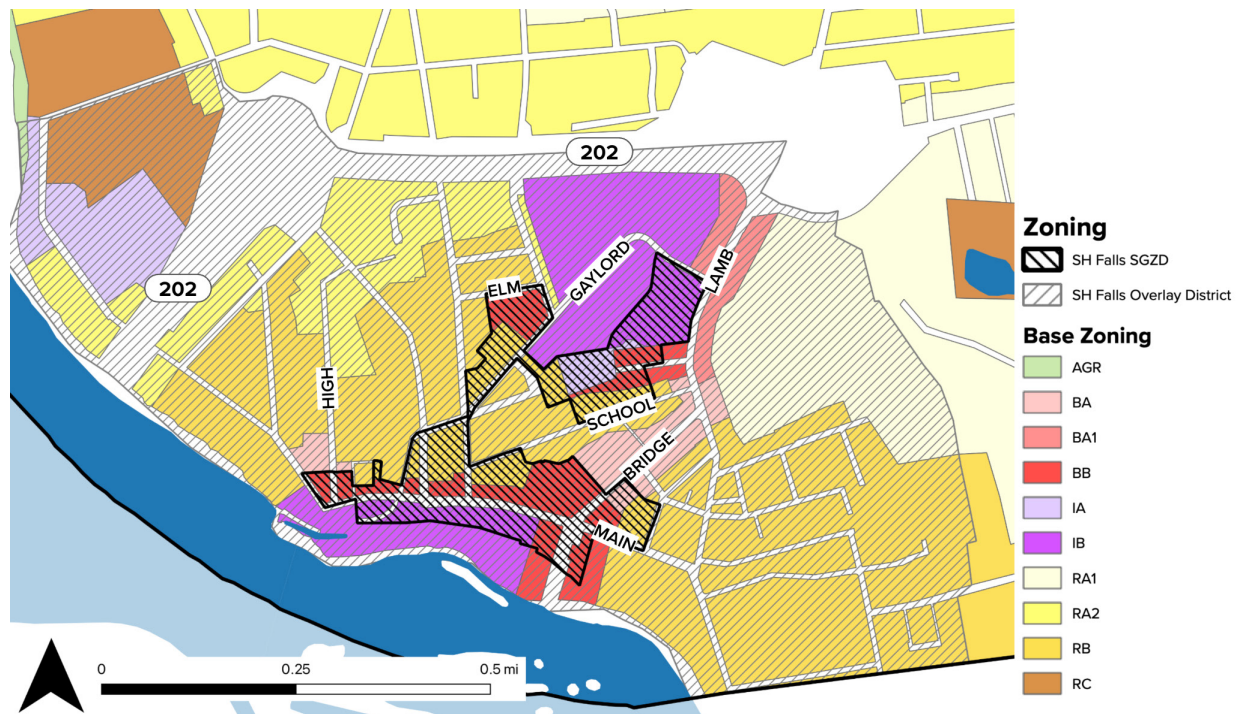 202
202
ELM
GAYLORD
LAMB
HIGH
SCHOOL
BRIDGE
MAIN
0 0.25 0.5 mi
Zoning
SH Falls SGZD
SH Falls Overlay District
Base Zoning
AGR
BA
BA1
BB
IA
IB
RA1
RA2
RB
RC